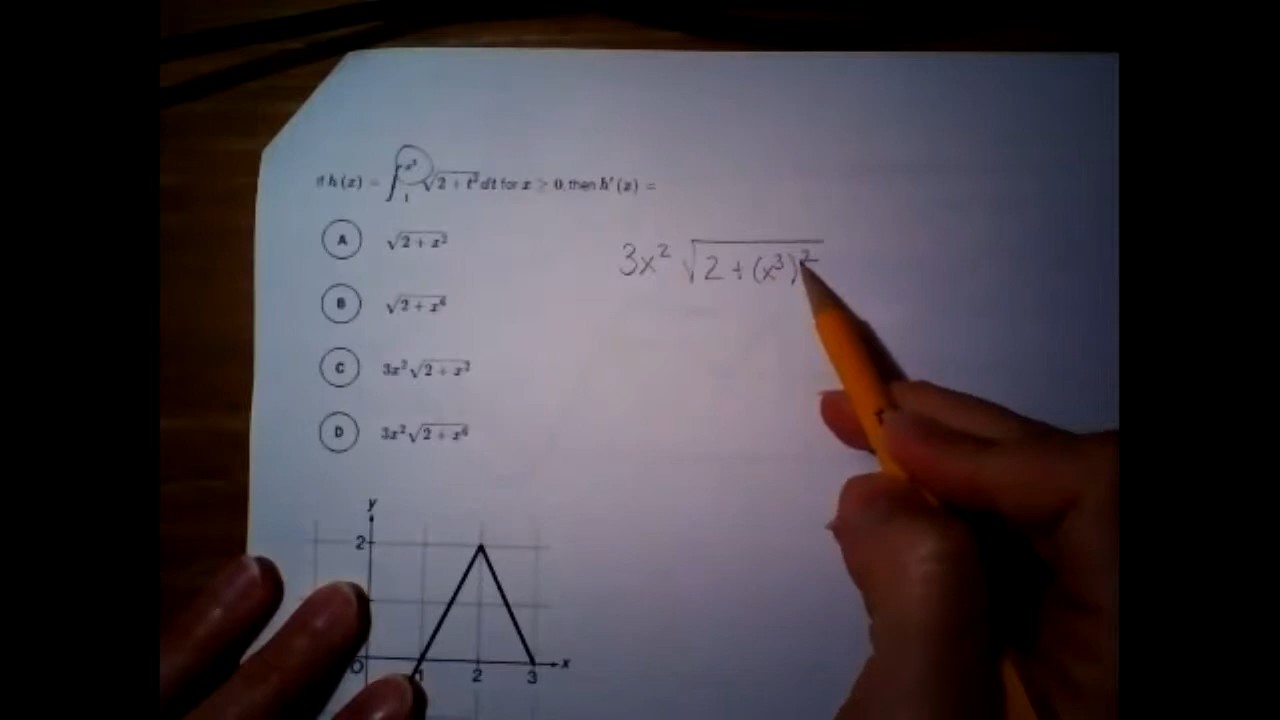 If h(x) = ∫₁^{x³} √(2 + t²) dt for x ≥ 0, then h′(x) =
A √(2 + x²)
3x² √(2 + (x³)²)
B √(2 + x⁶)
C 3x²√(2 + x²)
D 3x²√(2 + x⁶)
y
2
O 1 2 3 x